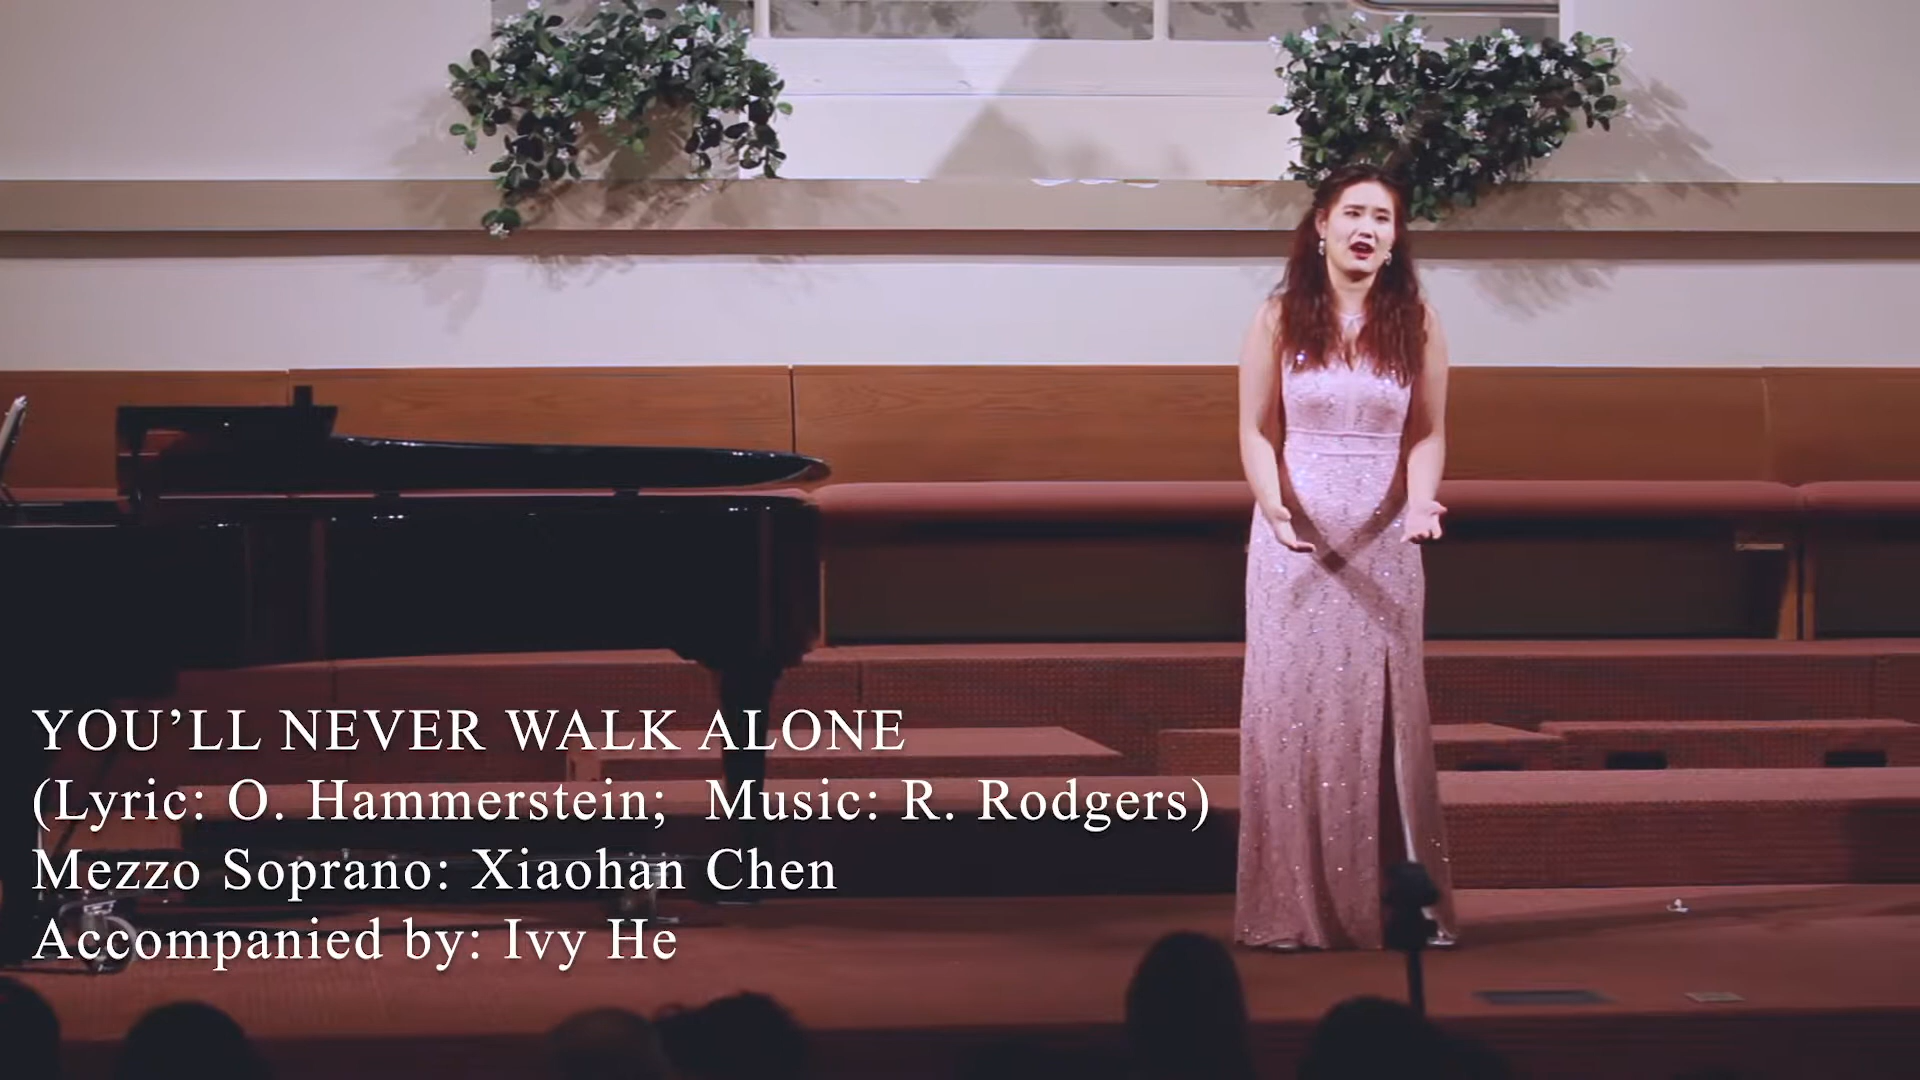 YOU’LL NEVER WALK ALONE
(Lyric: O. Hammerstein;  Music: R. Rodgers)
Mezzo Soprano: Xiaohan Chen
Accompanied by: Ivy He